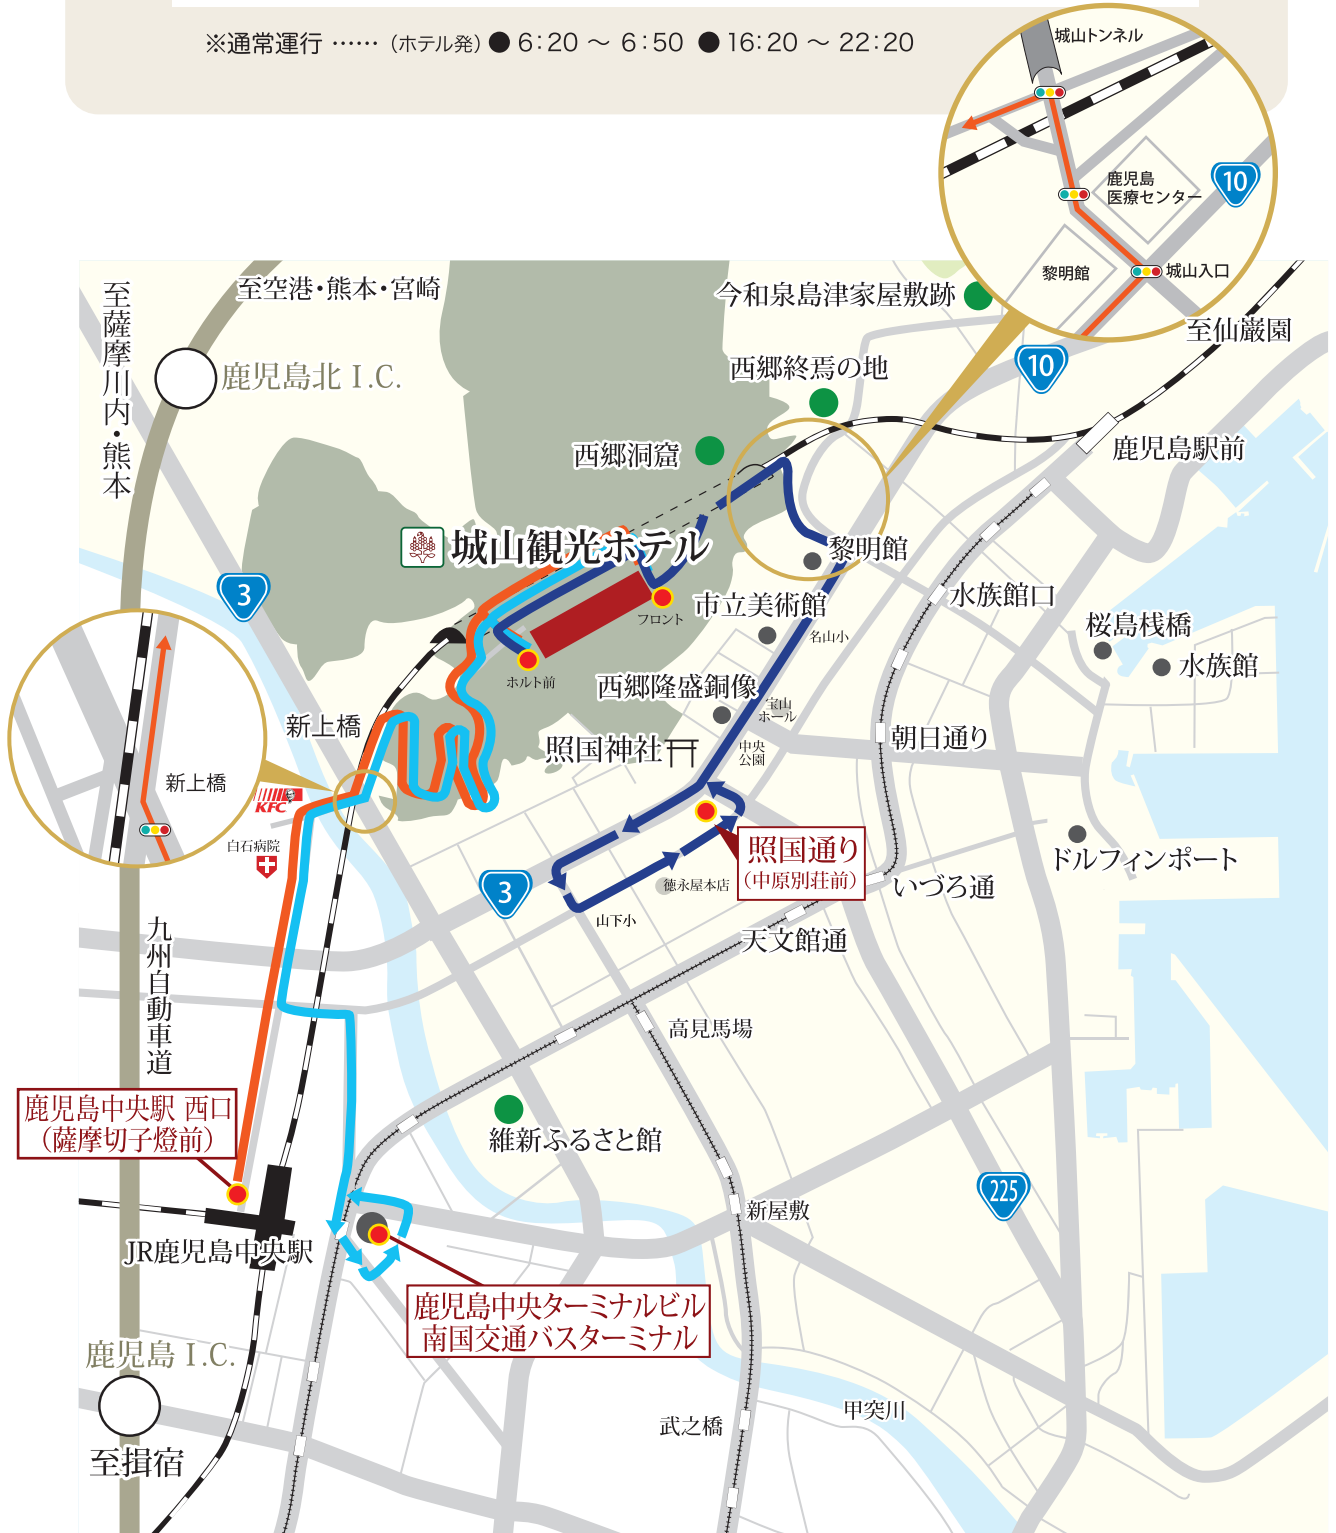 ※通常運行 …… （ホテル発）● 6：20 ～ 6：50 ● 16：20 ～ 22：20
城山トンネル
鹿児島
医療センター
10
黎明館
城山入口
至仙巌園
至空港・熊本・宮崎
今和泉島津家屋敷跡
至薩摩川内・熊本
鹿児島北 I.C.
西郷終焉の地
10
西郷洞窟
鹿児島駅前
城山観光ホテル
黎明館
3
フロント
市立美術館
水族館口
名山小
桜島桟橋
水族館
ホルト前
西郷隆盛銅像
宝山
ホール
新上橋
照国神社
中央
公園
朝日通り
新上橋
KFC
白石病院
照国通り
（中原別荘前）
ドルフィンポート
3
徳永屋本店
いづろ通
山下小
天文館通
九州自動車道
高見馬場
鹿児島中央駅 西口
（薩摩切子燈前）
維新ふるさと館
225
新屋敷
JR鹿児島中央駅
鹿児島中央ターミナルビル
南国交通バスターミナル
鹿児島 I.C.
武之橋
甲突川
至揖宿